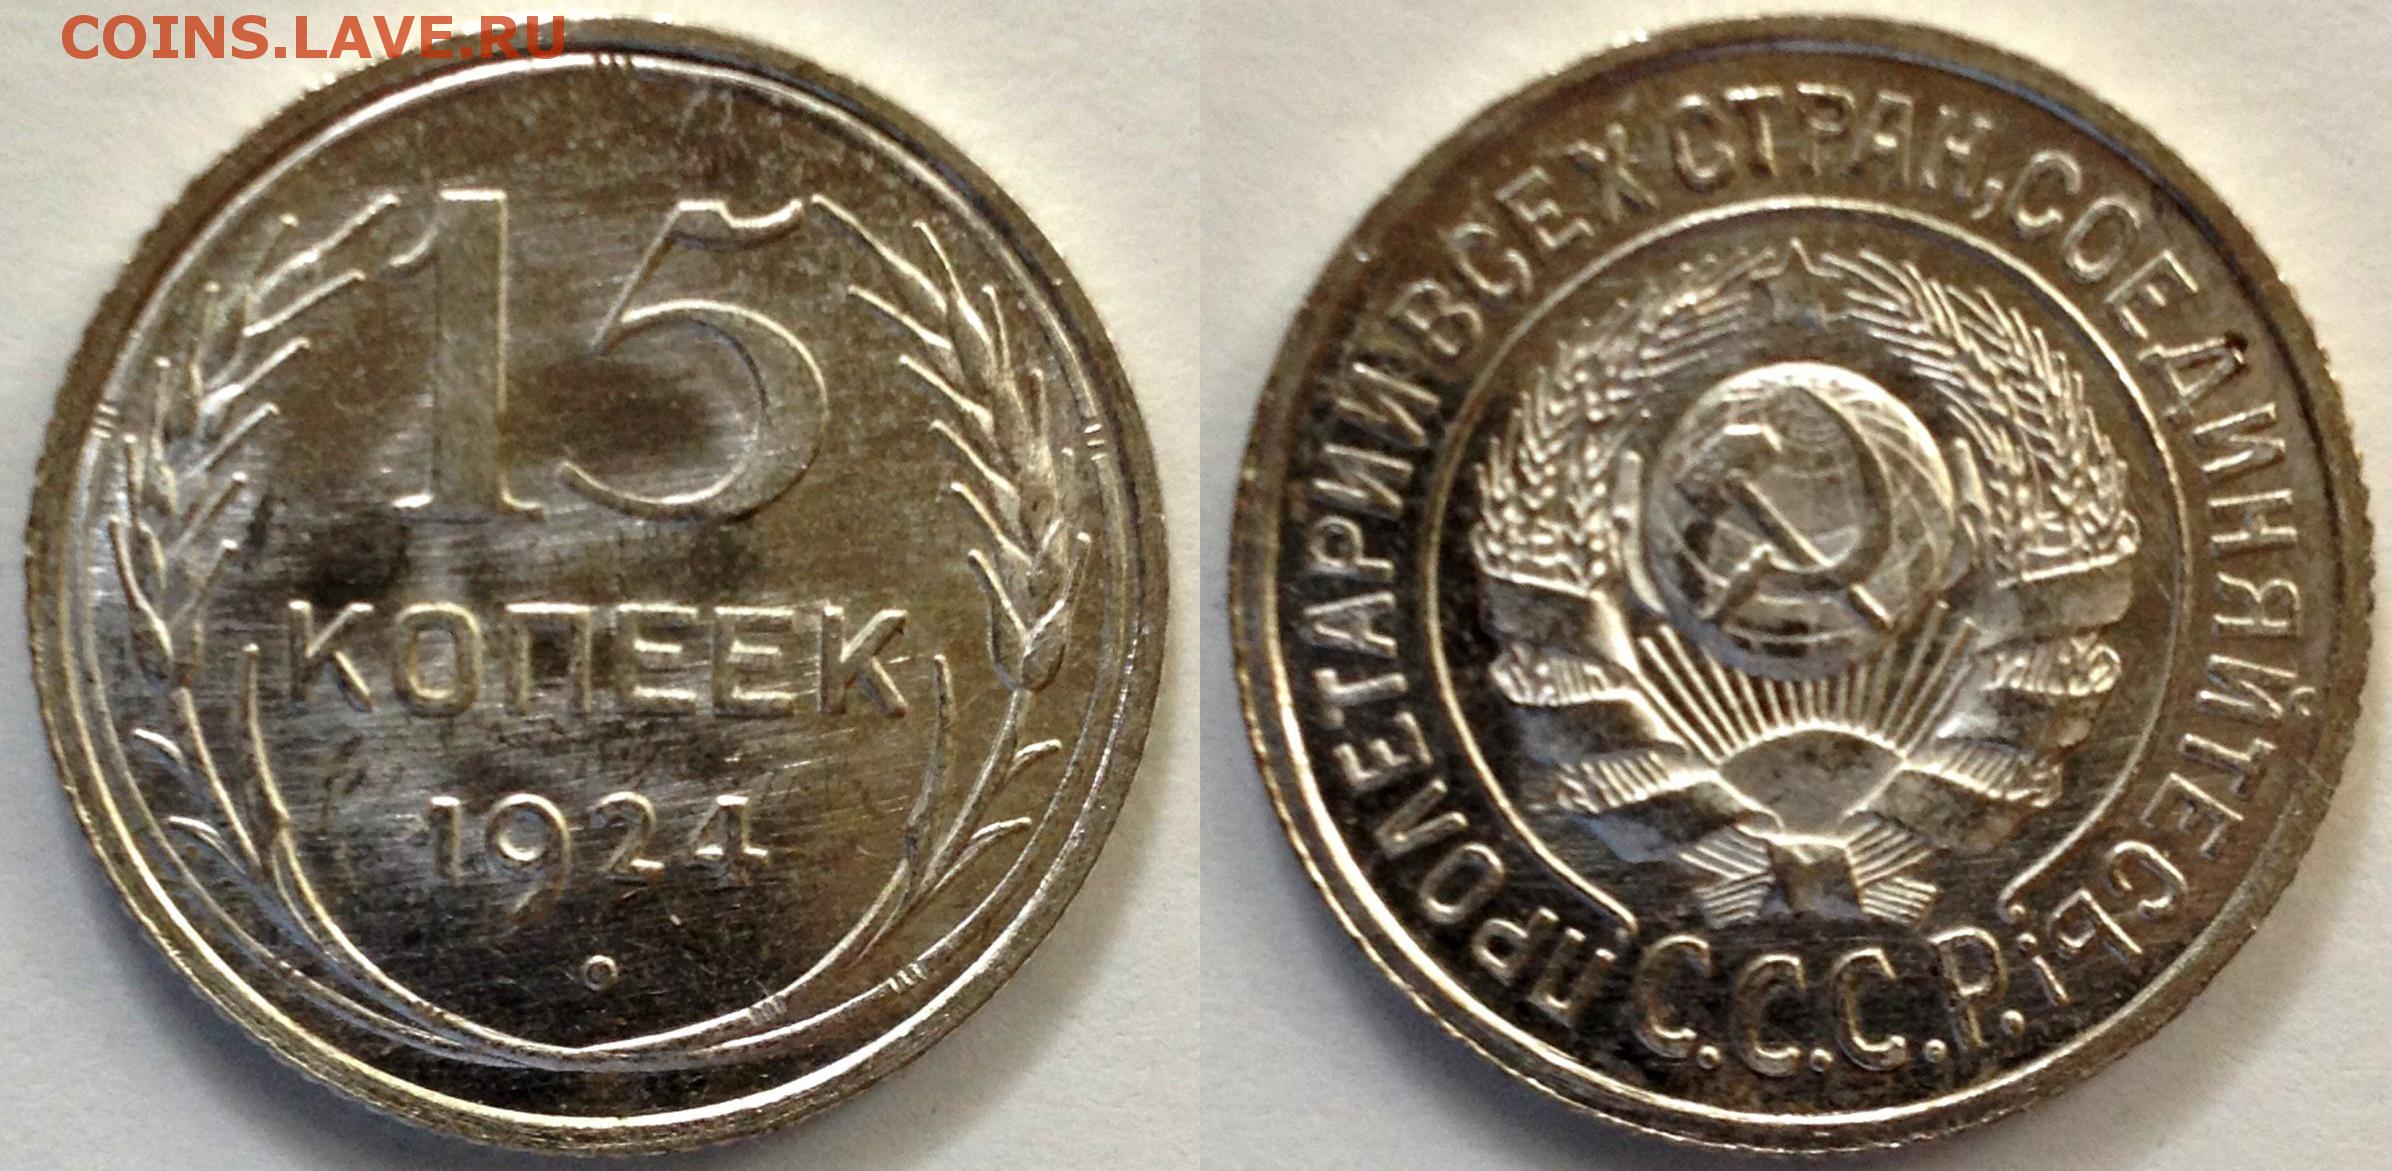 COINS.LAVE.RU
15
КОПЕЕК
1924
ПРОЛЕТАРИИ ВСЕХ СТРАН, СОЕДИНЯЙТЕСЬ!
С.С.С.Р.